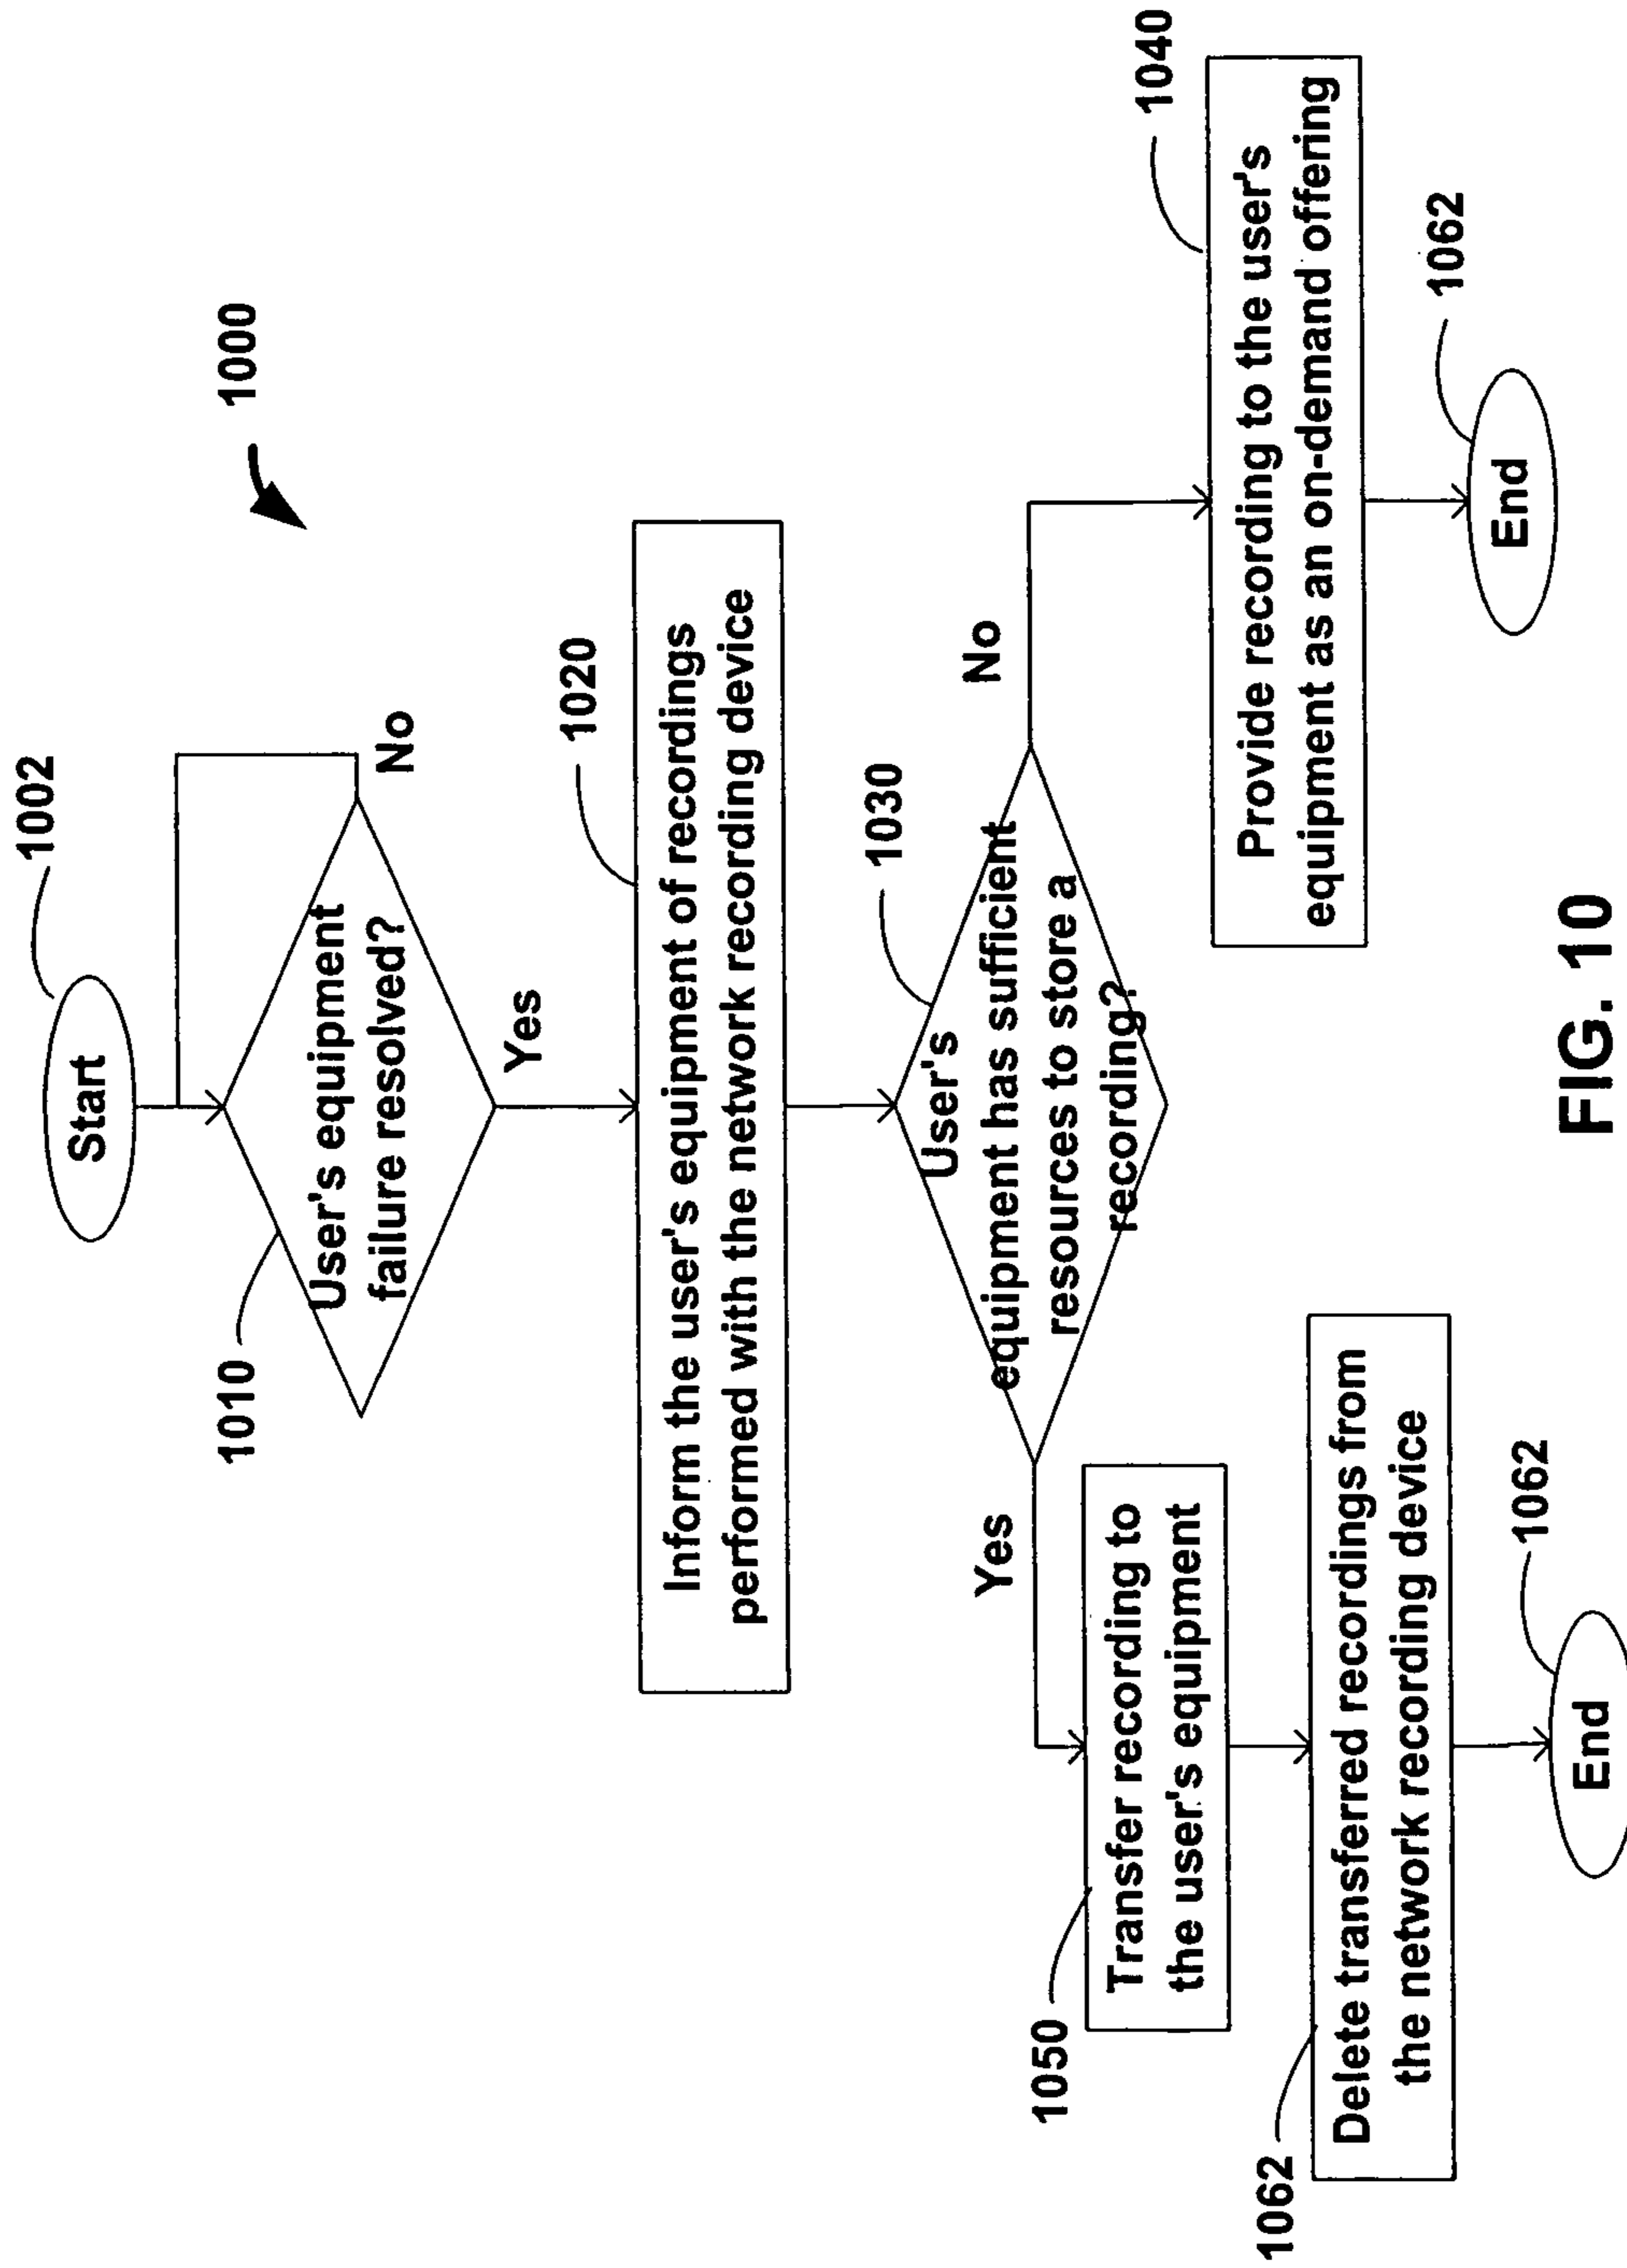 1000
1002
Start
1010
User's equipment
failure resolved?
No
Yes
1020
Inform the user's equipment of recordings
performed with the network recording device
1030
User's
equipment has sufficient
resources to store a
recording?
Yes
No
1050
Transfer recording to
the user's equipment
1062
Delete transferred recordings from
the network recording device
1062
End
1040
Provide recording to the user's
equipment as an on-demand offering
1062
End
FIG. 10